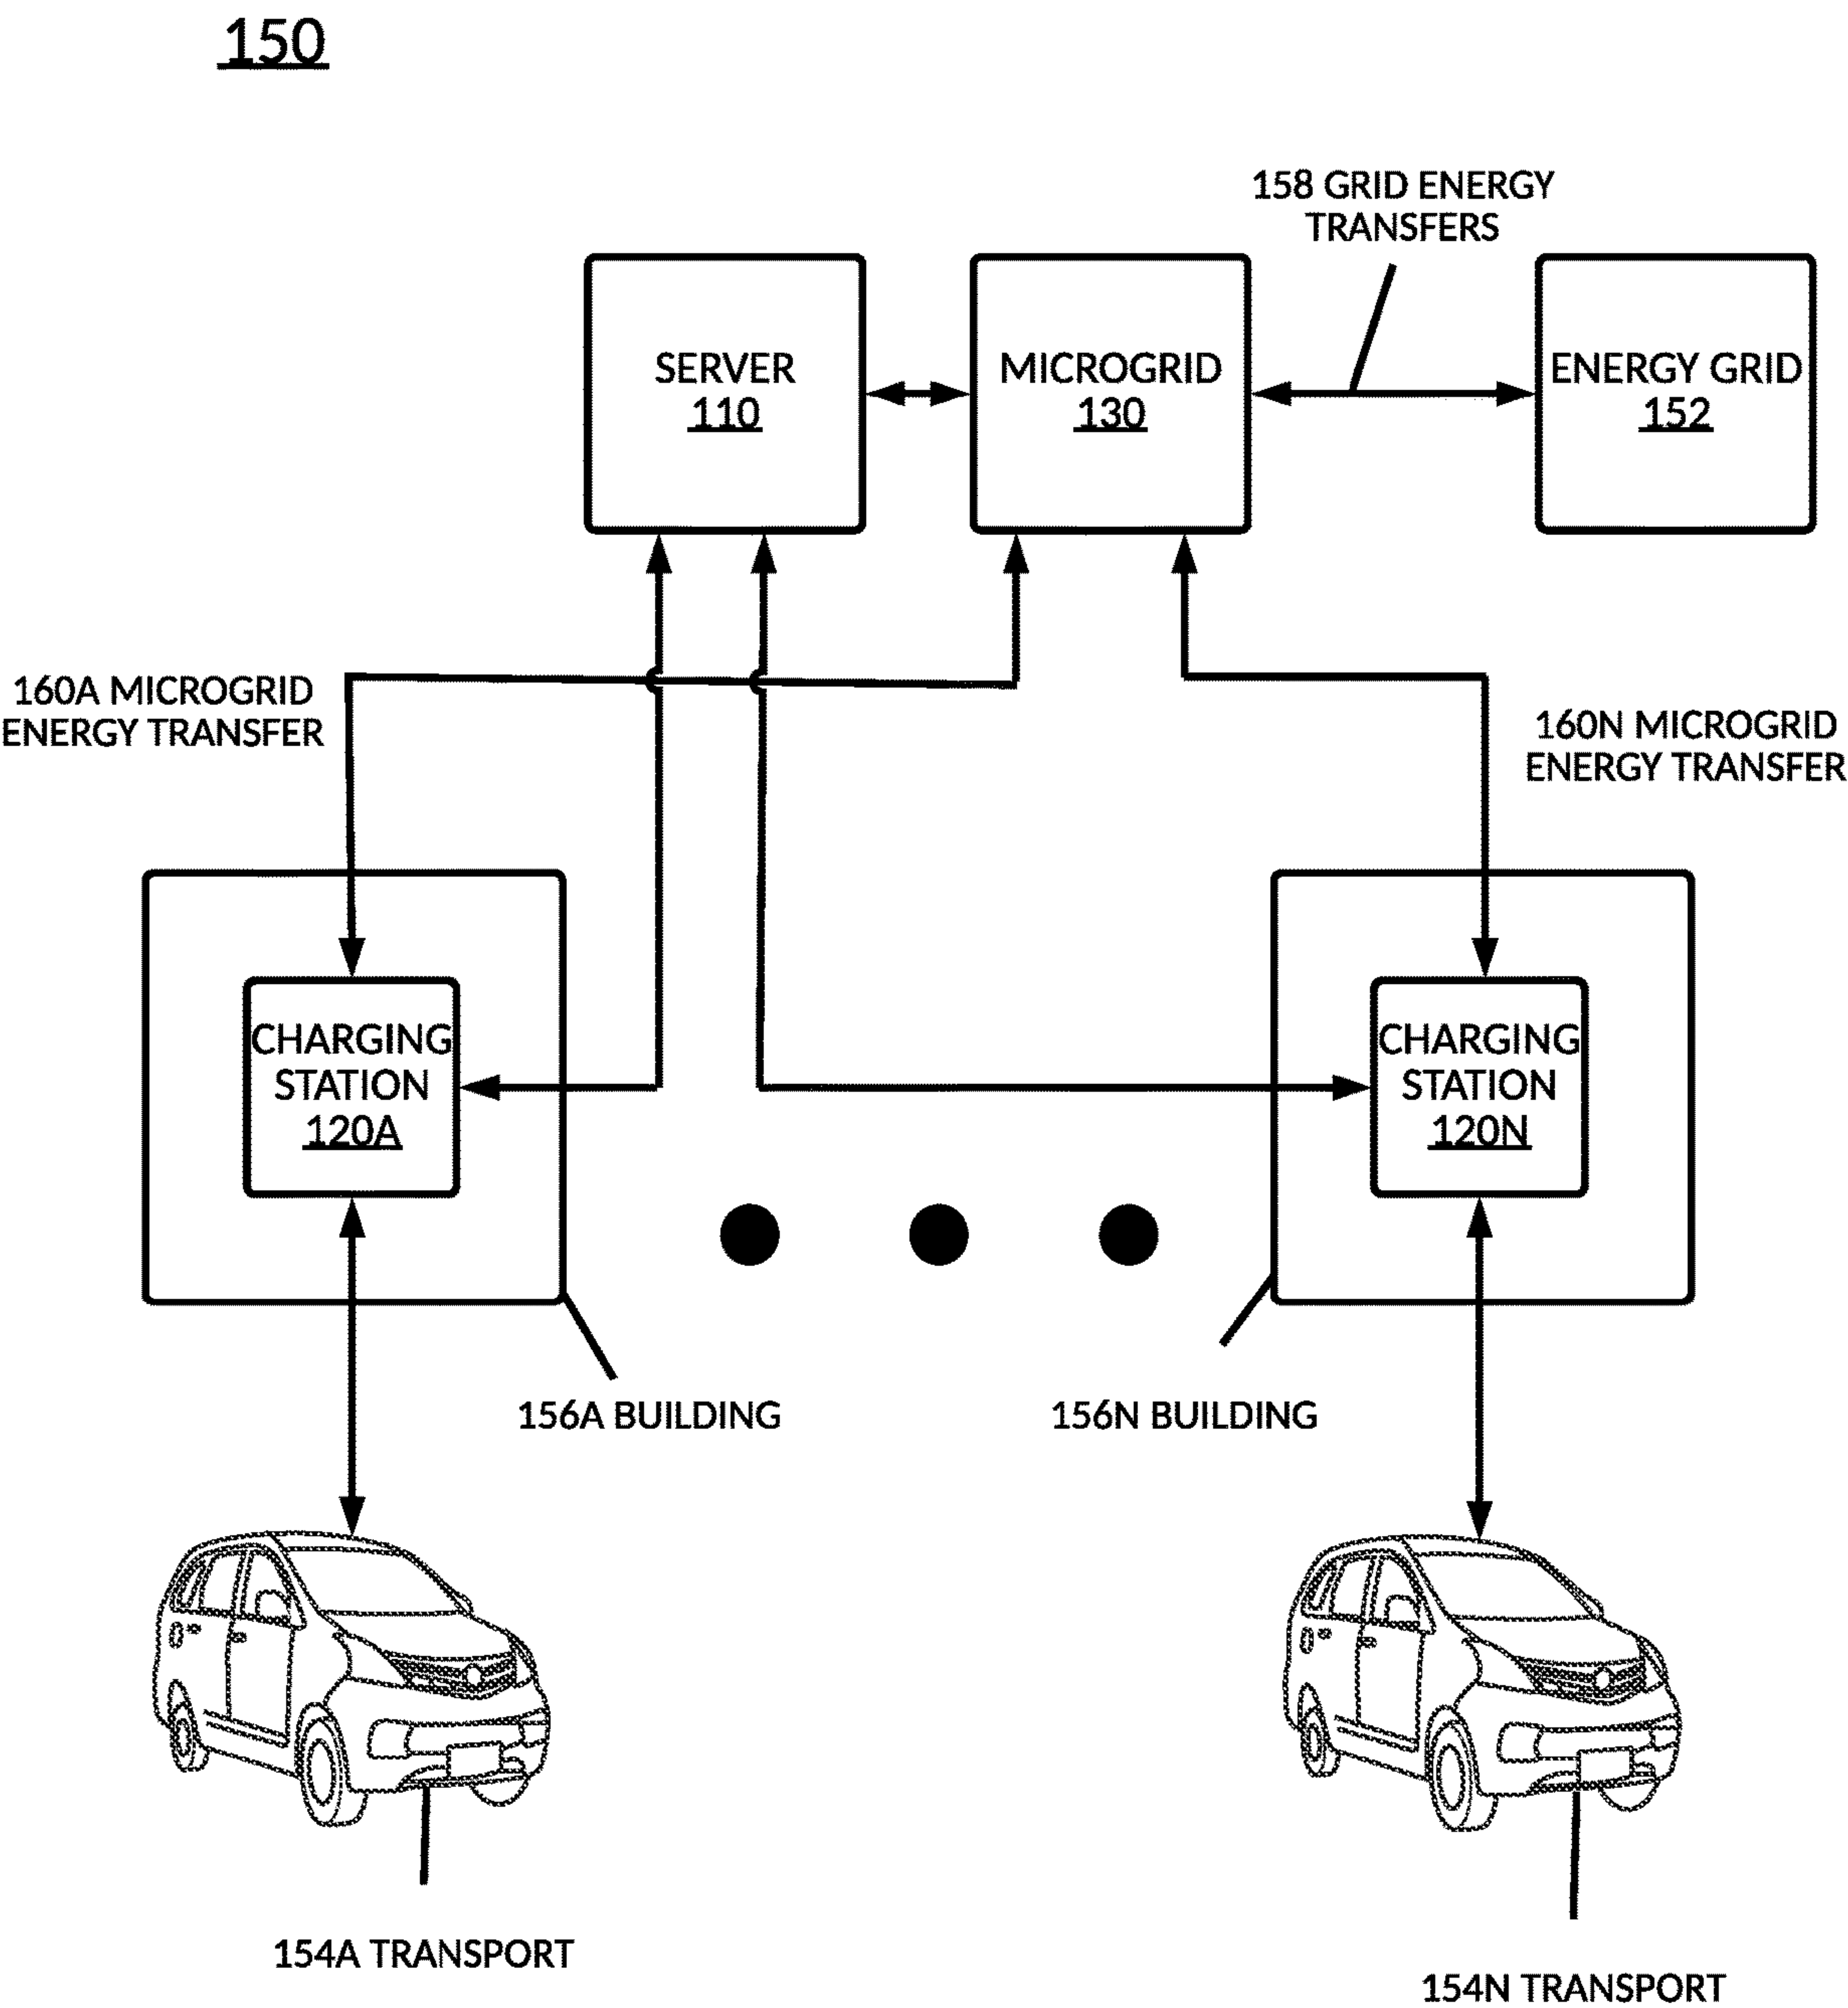 150
158 GRID ENERGY
TRANSFERS
SERVER
110
MICROGRID
130
ENERGY GRID
152
160A MICROGRID
ENERGY TRANSFER
160N MICROGRID
ENERGY TRANSFER
CHARGING
STATION
120A
CHARGING
STATION
120N
156A BUILDING
156N BUILDING
154A TRANSPORT
154N TRANSPORT